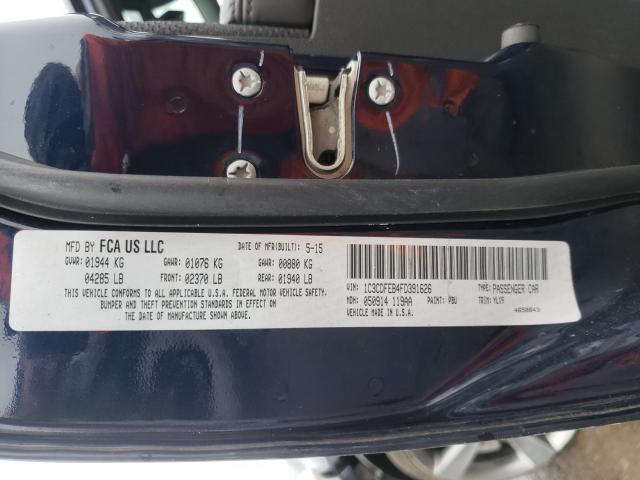 MFD BY FCA US LLC DATE OF MFR(BUILT): 5-15
GVWR: 01944 KG GAWR: 01076 KG GAWR: 00880 KG
04285 LB FRONT: 02370 LB REAR: 01940 LB
THIS VEHICLE CONFORMS TO ALL APPLICABLE U.S.A. FEDERAL MOTOR VEHICLE SAFETY,
BUMPER AND THEFT PREVENTION STANDARDS IN EFFECT ON
THE DATE OF MANUFACTURE SHOWN ABOVE.
VIN: 1C3CDFEB4FD391626 TYPE: PASSENGER CAR
MDH: 050914 119AA PAINT: PBU TRIM:
VEHICLE MADE IN U.S.A.